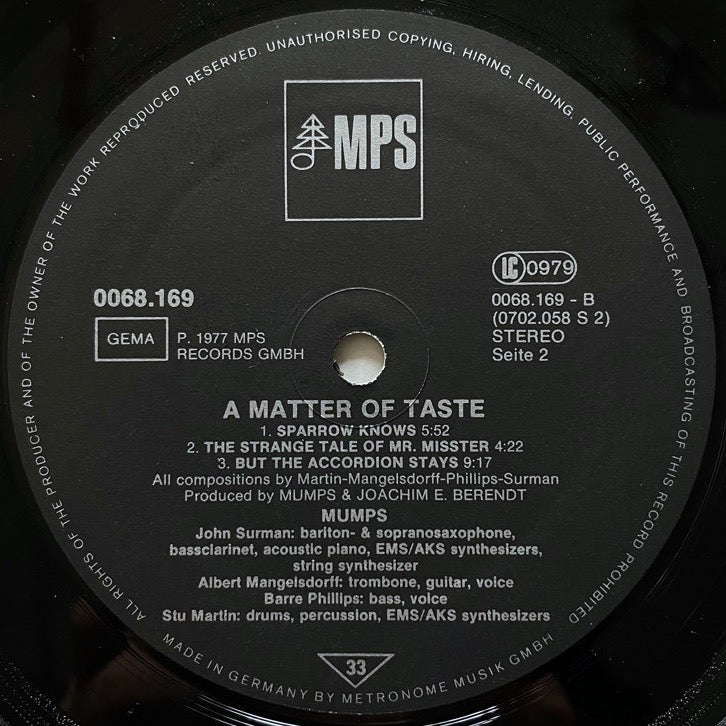 ALL RIGHTS OF THE PRODUCER AND OF THE OWNER OF THE WORK REPRODUCED RESERVED. UNAUTHORISED COPYING, HIRING, LENDING, PUBLIC PERFORMANCE AND BROADCASTING OF THIS RECORD PROHIBITED
MPS
LC 0979
0068.169
0068.169 - B
(0702.058 S 2)
STEREO
Seite 2
GEMA
P. 1977 MPS
RECORDS GMBH
A MATTER OF TASTE
1. SPARROW KNOWS 5:52
2. THE STRANGE TALE OF MR. MISSTER 4:22
3. BUT THE ACCORDION STAYS 9:17
All compositions by Martin-Mangelsdorff-Phillips-Surman
Produced by MUMPS & JOACHIM E. BERENDT
MUMPS
John Surman: bariton- & sopranosaxophone,
bassclarinet, acoustic piano, EMS/AKS synthesizers,
string synthesizer
Albert Mangelsdorff: trombone, guitar, voice
Barre Phillips: bass, voice
Stu Martin: drums, percussion, EMS/AKS synthesizers
33
MADE IN GERMANY BY METRONOME MUSIK GMBH